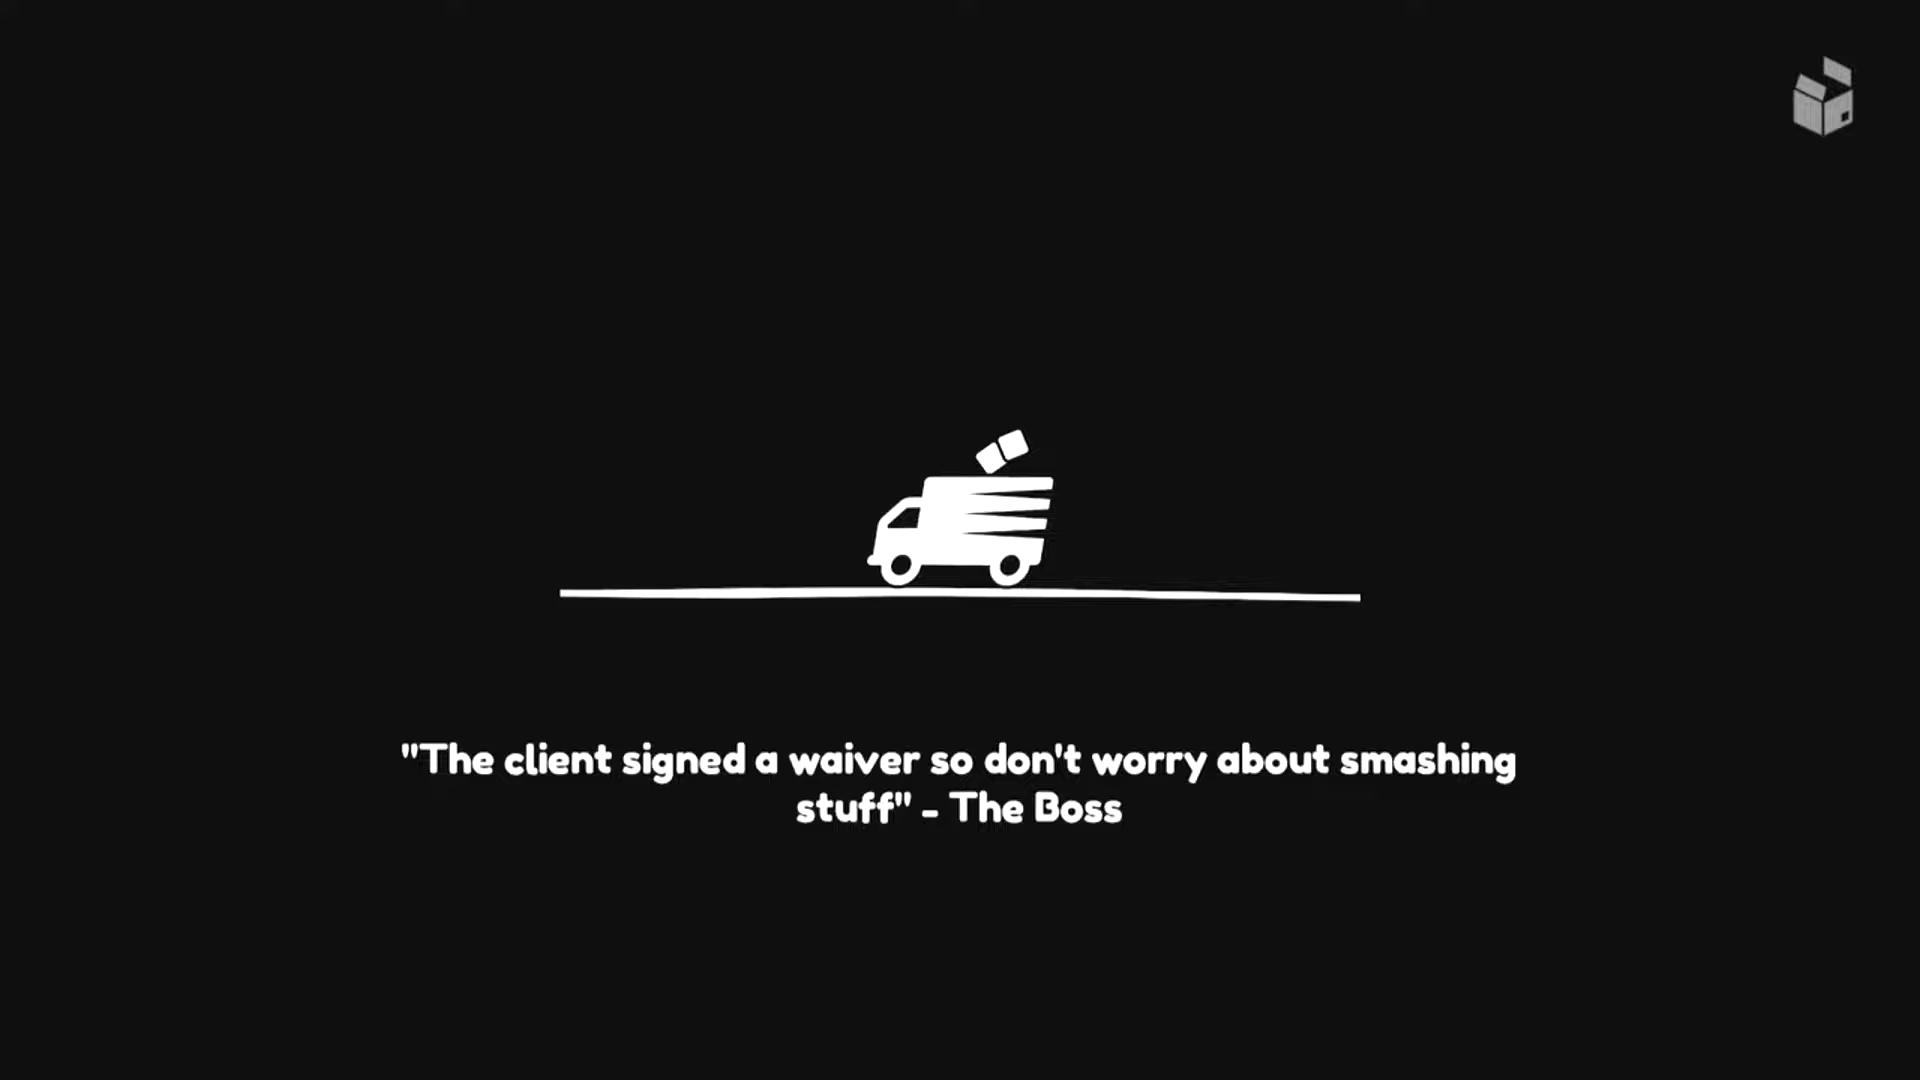 "The client signed a waiver so don't worry about smashing
stuff" - The Boss